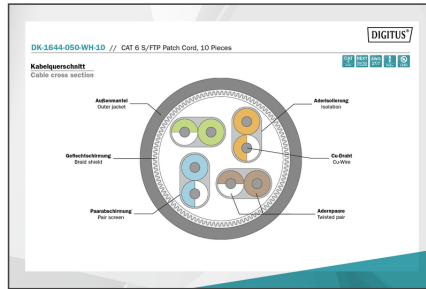 DIGITUS®
DK-1644-050-WH-10 // CAT 6 S/FTP Patch Cord, 10 Pieces
Kabelquerschnitt
Cable cross section
Außenmantel
Outer jacket
Aderisolierung
Isolation
Geflechtschirmung
Braid shield
Cu-Draht
Cu-Wire
Paarabschirmung
Pair screen
Adernpaare
Twisted pair